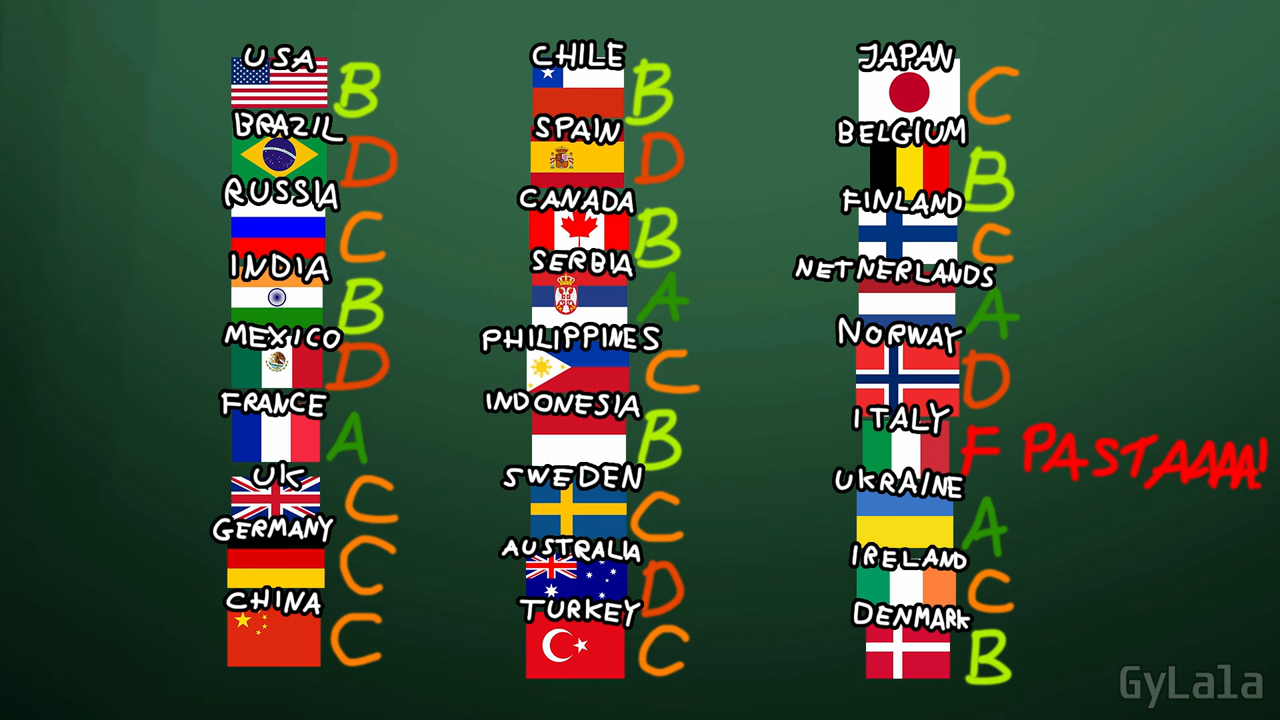 USA B
BRAZIL D
RUSSIA C
INDIA B
MEXICO D
FRANCE A
UK C
GERMANY C
CHINA C
CHILE B
SPAIN D
CANADA B
SERBIA A
PHILIPPINES C
INDONESIA B
SWEDEN C
AUSTRALIA D
TURKEY C
JAPAN C
BELGIUM B
FINLAND C
NETNERLANDS A
NORWAY D
ITALY F PASTAAAA!
UKRAINE A
IRELAND C
DENMARK B
GyLala